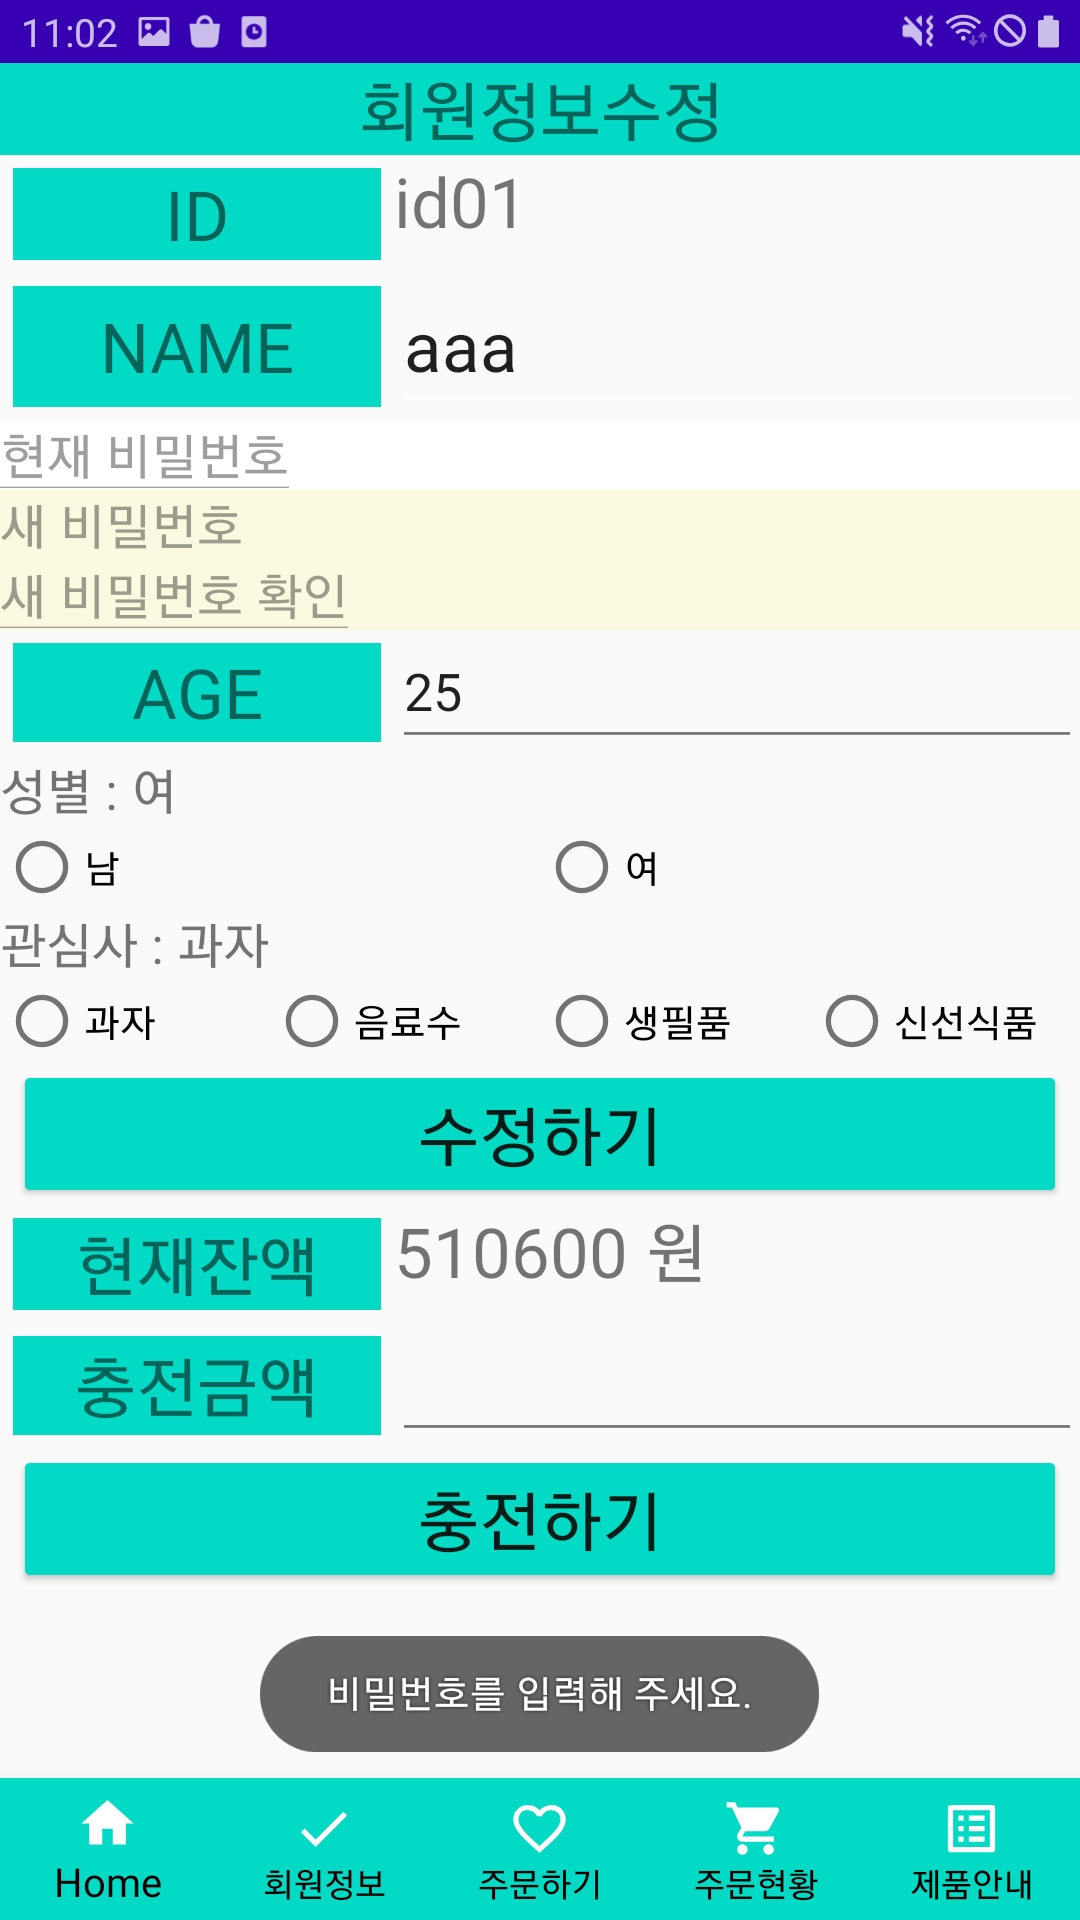 11:02
회원정보수정
ID id01
NAME aaa
현재 비밀번호
새 비밀번호
새 비밀번호 확인
AGE 25
성별 : 여
남 여
관심사 : 과자
과자 음료수 생필품 신선식품
수정하기
현재잔액 510600 원
충전금액
충전하기
비밀번호를 입력해 주세요.
Home 회원정보 주문하기 주문현황 제품안내